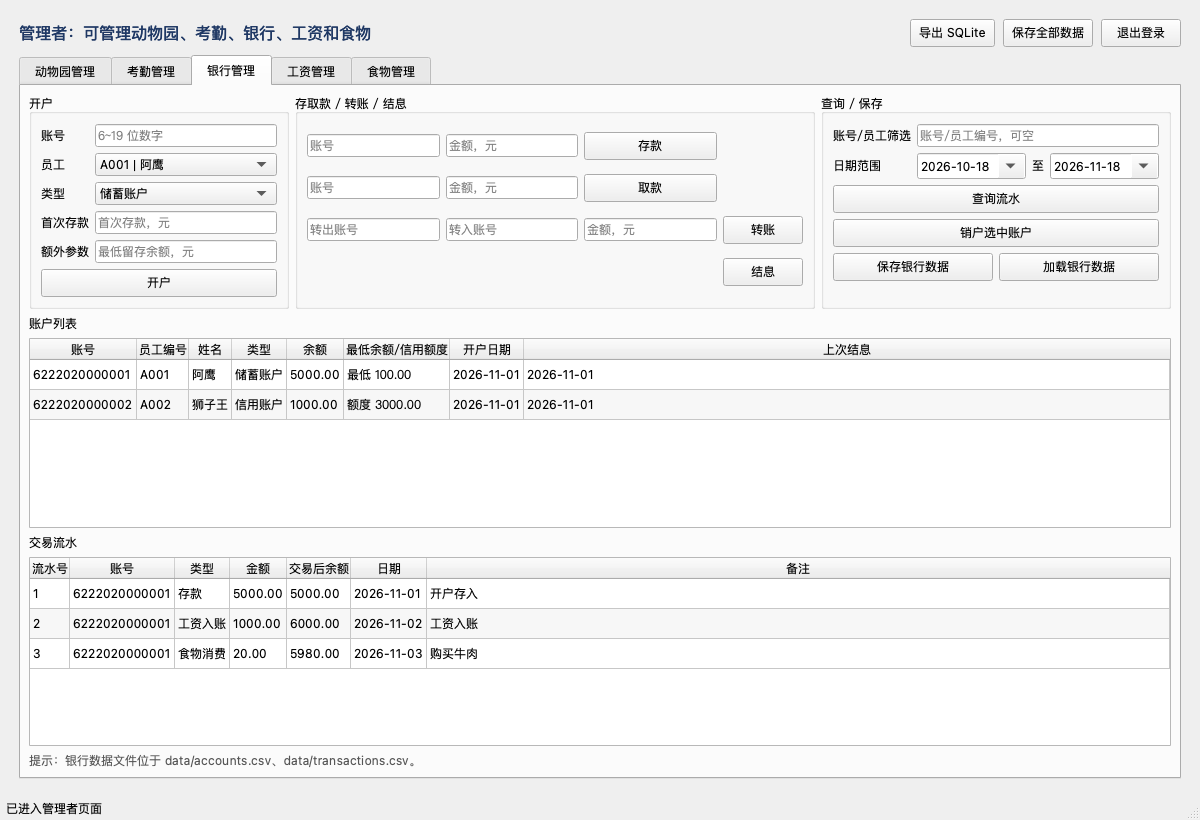 管理者：可管理动物园、考勤、银行、工资和食物
导出 SQLite 保存全部数据 退出登录
动物园管理 考勤管理 银行管理 工资管理 食物管理
开户
账号 6~19 位数字
员工 A001 | 阿鹰
类型 储蓄账户
首次存款 首次存款，元
额外参数 最低留存余额，元
开户
存取款 / 转账 / 结息
账号 金额，元 存款
账号 金额，元 取款
转出账号 转入账号 金额，元 转账
结息
查询 / 保存
账号/员工筛选 账号/员工编号，可空
日期范围 2026-10-18 至 2026-11-18
查询流水
销户选中账户
保存银行数据 加载银行数据
账户列表
账号 员工编号 姓名 类型 余额 最低余额/信用额度 开户日期 上次结息
6222020000001 A001 阿鹰 储蓄账户 5000.00 最低 100.00 2026-11-01 2026-11-01
6222020000002 A002 狮子王 信用账户 1000.00 额度 3000.00 2026-11-01 2026-11-01
交易流水
流水号 账号 类型 金额 交易后余额 日期 备注
1 6222020000001 存款 5000.00 5000.00 2026-11-01 开户存入
2 6222020000001 工资入账 1000.00 6000.00 2026-11-02 工资入账
3 6222020000001 食物消费 20.00 5980.00 2026-11-03 购买牛肉
提示：银行数据文件位于 data/accounts.csv、data/transactions.csv。
已进入管理者页面